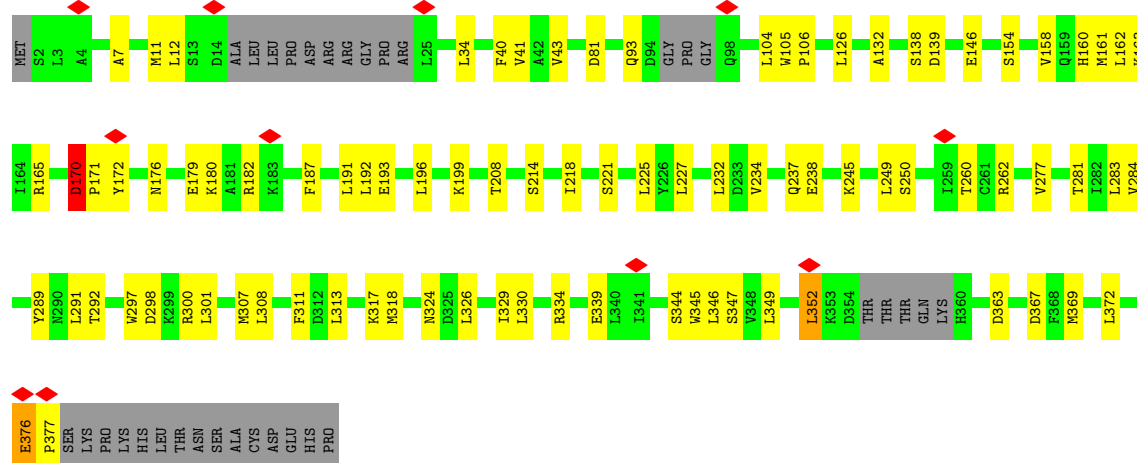 MET S2 L3 A4 A7 M11 L12 S13 D14 ALA LEU LEU PRO ASP ARG ARG GLY PRO ARG L25 L34 F40 V41 A42 V43 D81 Q93 D94 GLY PRO GLY Q98 L104 W105 P106 L126 A132 S138 D139 E146 S154 V158 Q159 H160 M161 L162
I164 R165 D170 P171 Y172 N176 E179 K180 A181 R182 K183 F187 L191 L192 E193 L196 K199 T208 S214 I218 S221 L225 Y226 L227 L232 D233 V234 Q237 E238 K245 L249 S250 I259 T260 C261 R262 V277 T281 I282 L283 V284
Y289 N290 L291 T292 W297 D298 K299 R300 L301 M307 L308 F311 D312 L313 K317 M318 N324 D325 L326 I329 L330 R334 E339 L340 I341 S344 W345 L346 S347 V348 L349 L352 K353 D354 THR THR THR GLN LYS H360 D363 D367 F368 M369 L372
E376 P377 SER LYS PRO LYS HIS LEU THR ASN SER ALA CYS ASP GLU HIS PRO